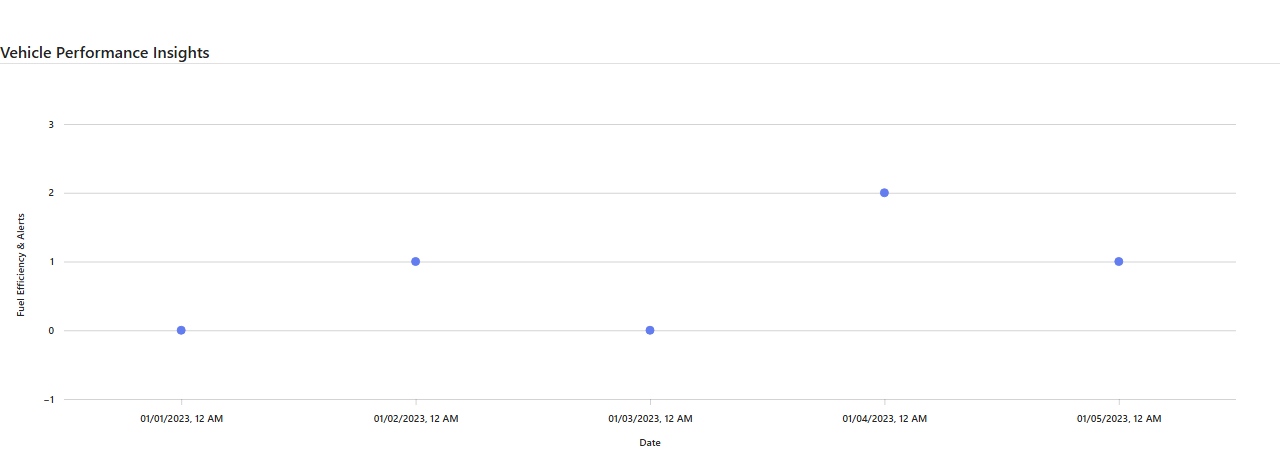 Vehicle Performance Insights
3
2
1
0
−1
Fuel Efficiency & Alerts
01/01/2023, 12 AM
01/02/2023, 12 AM
01/03/2023, 12 AM
01/04/2023, 12 AM
01/05/2023, 12 AM
Date